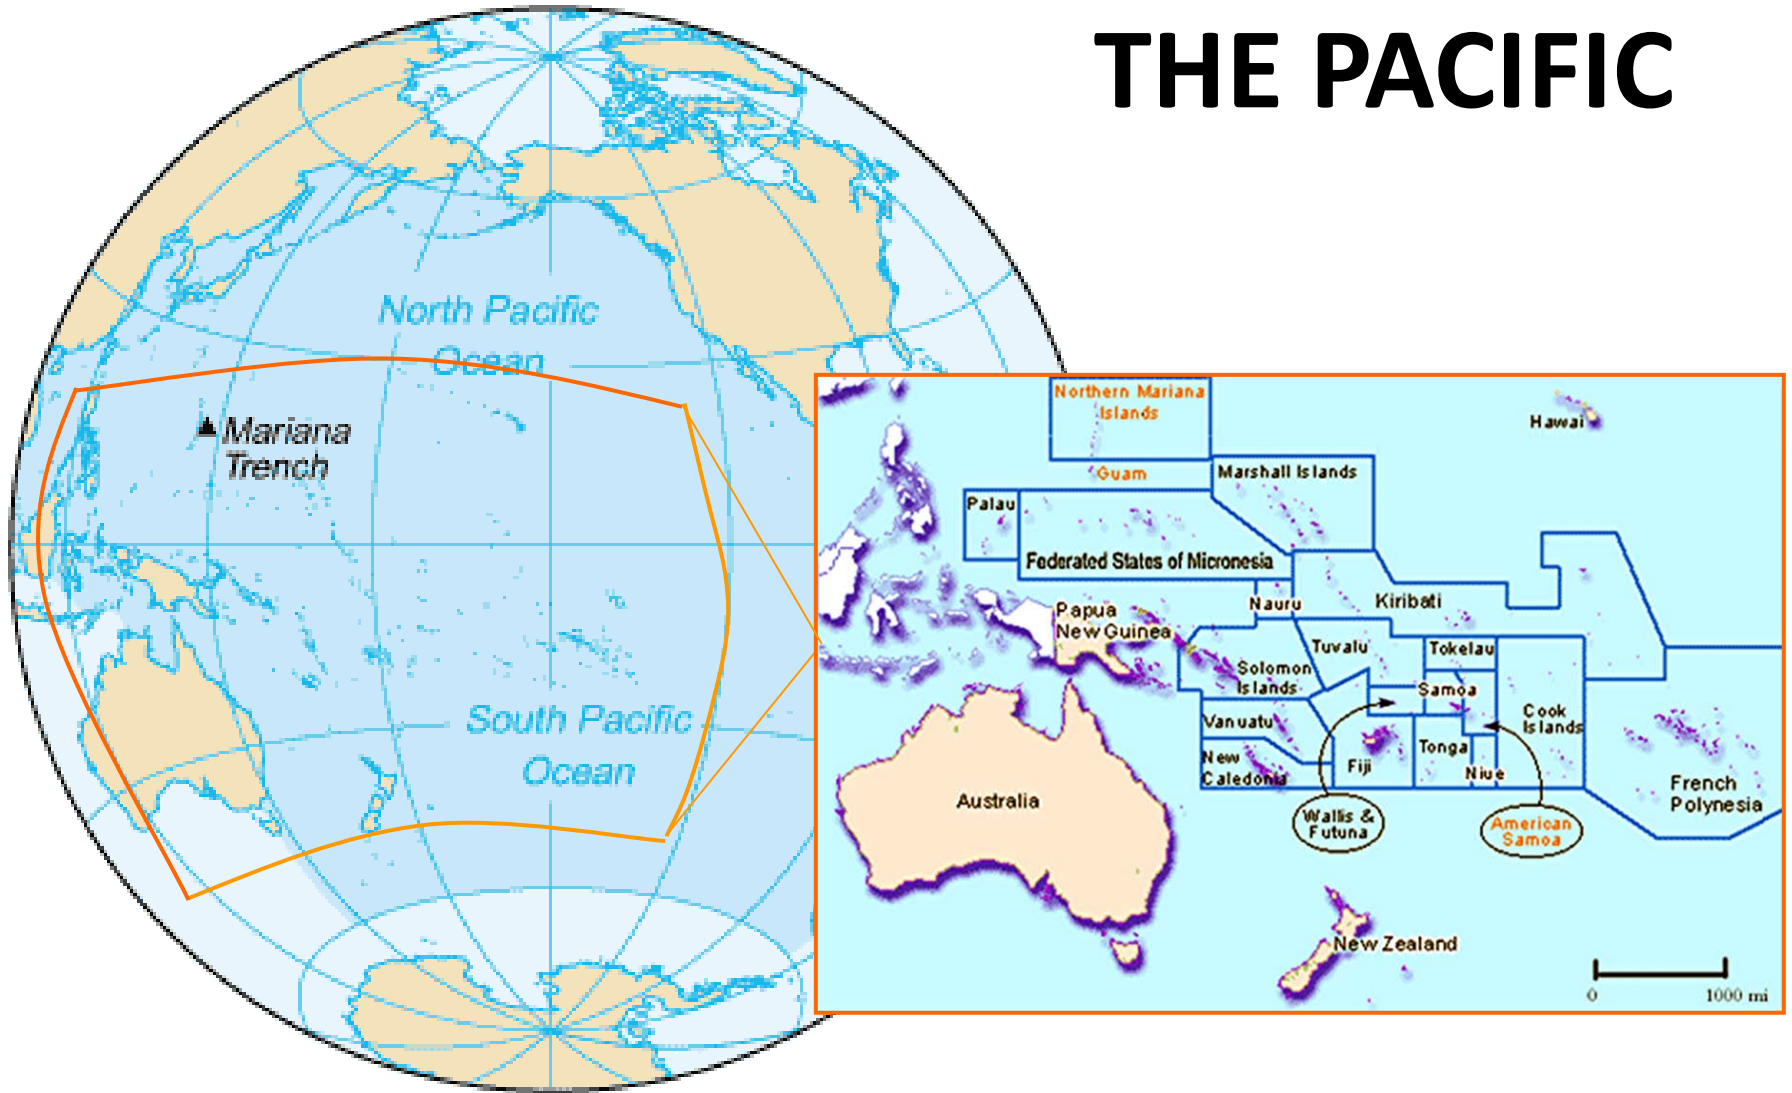 THE PACIFIC
North Pacific
Ocean
Mariana
Trench
South Pacific
Ocean
Northern Mariana
Islands
Hawai
Guam
Marshall Islands
Palau
Federated States of Micronesia
Nauru
Kiribati
Papua
New Guinea
Tuvalu
Tokelau
Solomon
Islands
Samoa
Vanuatu
Cook
Islands
New
Caledonia
Fiji
Tonga
Niue
French
Polynesia
Australia
Wallis &
Futuna
American
Samoa
New Zealand
0 1000 mi